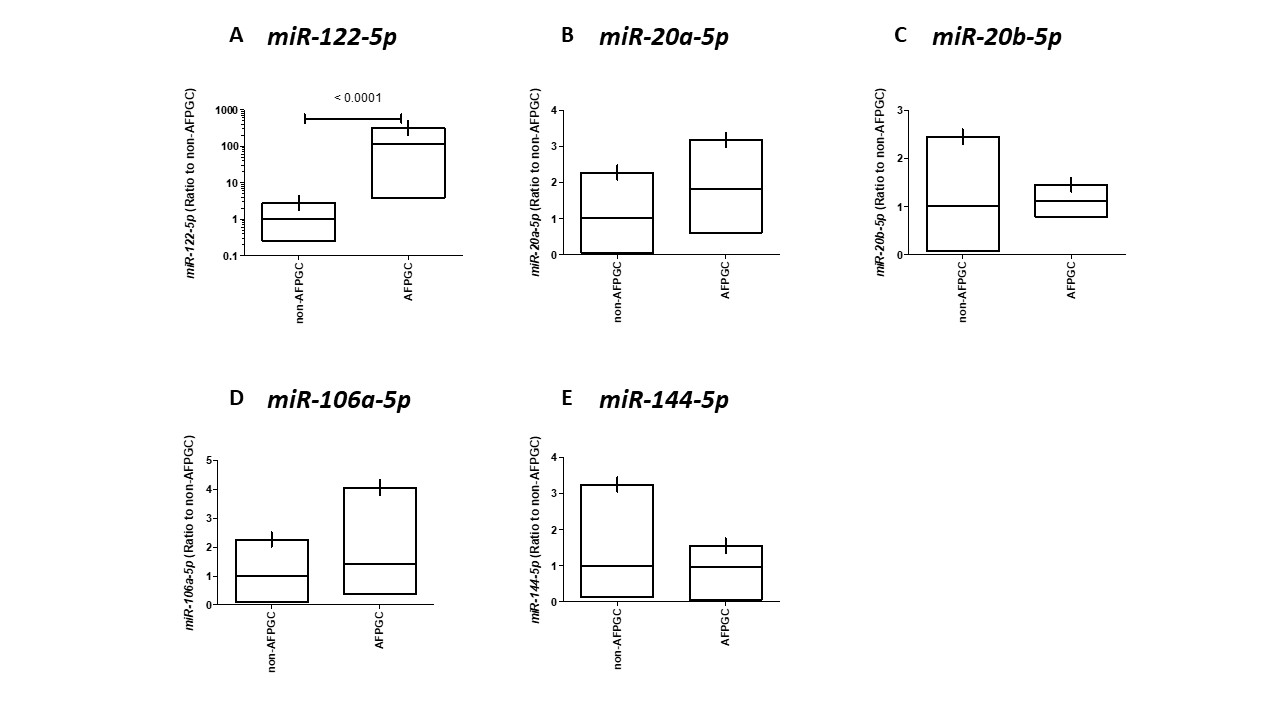 A miR-122-5p
miR-122-5p (Ratio to non-AFPGC)
< 0.0001
1000
100
10
1
0.1
non-AFPGC
AFPGC
B miR-20a-5p
miR-20a-5p (Ratio to non-AFPGC)
4
3
2
1
0
non-AFPGC
AFPGC
C miR-20b-5p
miR-20b-5p (Ratio to non-AFPGC)
3
2
1
0
non-AFPGC
AFPGC
D miR-106a-5p
miR-106a-5p (Ratio to non-AFPGC)
5
4
3
2
1
0
non-AFPGC
AFPGC
E miR-144-5p
miR-144-5p (Ratio to non-AFPGC)
4
3
2
1
0
non-AFPGC
AFPGC